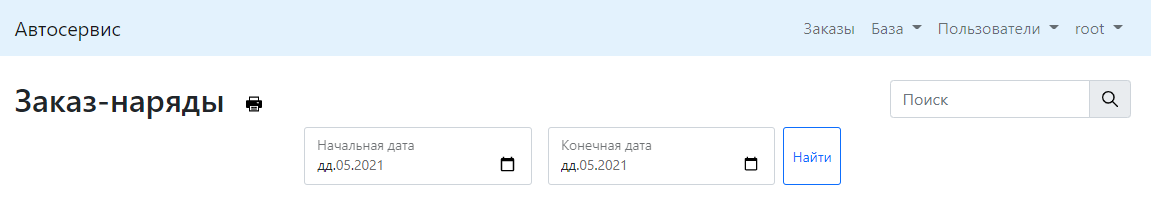 Автосервис Заказы База Пользователи root
Заказ-наряды Поиск
Начальная дата Конечная дата Найти
дд.05.2021 дд.05.2021